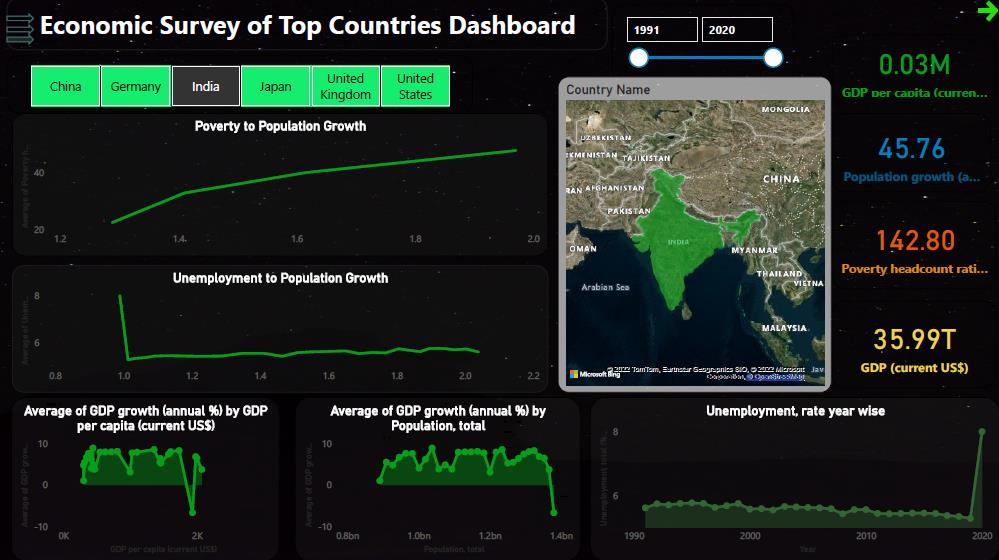 Economic Survey of Top Countries Dashboard
1991
2020
China
Germany
India
Japan
United
Kingdom
United
States
0.03M
GDP per capita (curren...
45.76
Population growth (a...
142.80
Poverty headcount rati...
35.99T
GDP (current US$)
Country Name
MONGOLIA
UZBEKISTAN
KMENISTAN
TAJIKISTAN
CHINA
RAN
AFGHANISTAN
PAKISTAN
OMAN
INDIA
MYANMAR
THAILAND
VIETNA
Arabian Sea
MALAYSIA
Jav
Microsoft Bing
© 2022 TomTom, Earthstar Geographics SIO, © 2022 Microsoft
Corporation, © OpenStreetMap
Poverty to Population Growth
Average of Poverty h...
40
20
1.2
1.4
1.6
1.8
2.0
Unemployment to Population Growth
Average of Unem...
8
6
0.8
1.0
1.2
1.4
1.6
1.8
2.0
2.2
Average of GDP growth (annual %) by GDP
per capita (current US$)
Average of GDP grow...
10
-10
0K
2K
GDP per capita (current US$)
Average of GDP growth (annual %) by
Population, total
Average of GDP grow...
10
-10
0.8bn
1.0bn
1.2bn
1.4bn
Population, total
Unemployment, rate year wise
Unemployment, total (%...
8
6
1990
2000
2010
2020
Year